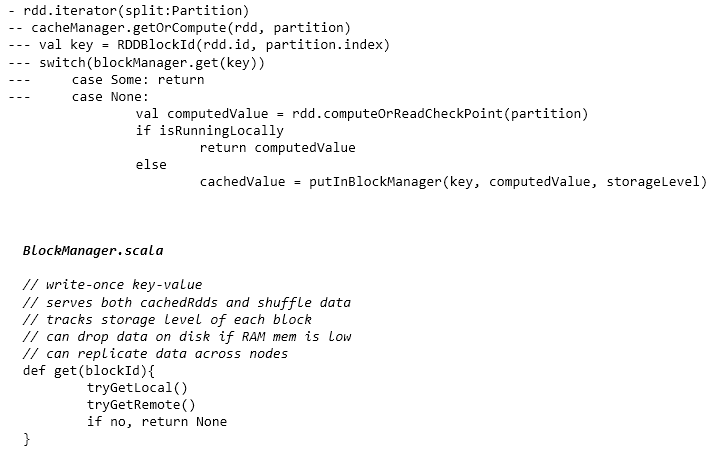 - rdd.iterator(split:Partition)
-- cacheManager.getOrCompute(rdd, partition)
--- val key = RDDBlockId(rdd.id, partition.index)
--- switch(blockManager.get(key))
---     case Some: return
---     case None:
                val computedValue = rdd.computeOrReadCheckPoint(partition)
                if isRunningLocally
                        return computedValue
                else
                        cachedValue = putInBlockManager(key, computedValue, storageLevel)
BlockManager.scala
// write-once key-value
// serves both cachedRdds and shuffle data
// tracks storage level of each block
// can drop data on disk if RAM mem is low
// can replicate data across nodes
def get(blockId){
        tryGetLocal()
        tryGetRemote()
        if no, return None
}